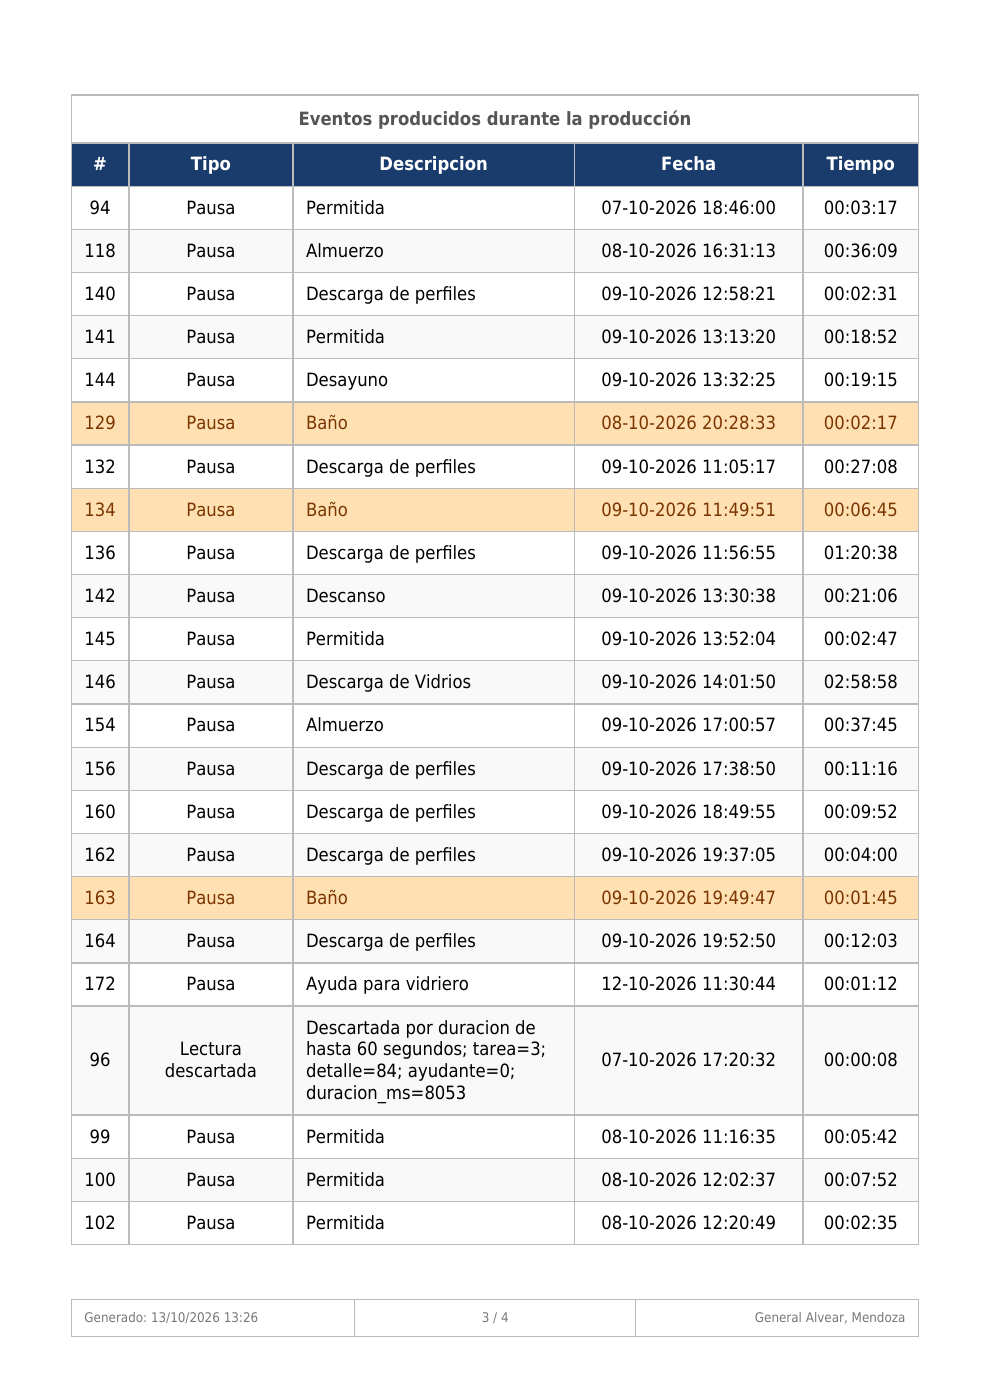 Eventos producidos durante la producción
# Tipo Descripcion Fecha Tiempo
94 Pausa Permitida 07-10-2026 18:46:00 00:03:17
118 Pausa Almuerzo 08-10-2026 16:31:13 00:36:09
140 Pausa Descarga de perfiles 09-10-2026 12:58:21 00:02:31
141 Pausa Permitida 09-10-2026 13:13:20 00:18:52
144 Pausa Desayuno 09-10-2026 13:32:25 00:19:15
129 Pausa Baño 08-10-2026 20:28:33 00:02:17
132 Pausa Descarga de perfiles 09-10-2026 11:05:17 00:27:08
134 Pausa Baño 09-10-2026 11:49:51 00:06:45
136 Pausa Descarga de perfiles 09-10-2026 11:56:55 01:20:38
142 Pausa Descanso 09-10-2026 13:30:38 00:21:06
145 Pausa Permitida 09-10-2026 13:52:04 00:02:47
146 Pausa Descarga de Vidrios 09-10-2026 14:01:50 02:58:58
154 Pausa Almuerzo 09-10-2026 17:00:57 00:37:45
156 Pausa Descarga de perfiles 09-10-2026 17:38:50 00:11:16
160 Pausa Descarga de perfiles 09-10-2026 18:49:55 00:09:52
162 Pausa Descarga de perfiles 09-10-2026 19:37:05 00:04:00
163 Pausa Baño 09-10-2026 19:49:47 00:01:45
164 Pausa Descarga de perfiles 09-10-2026 19:52:50 00:12:03
172 Pausa Ayuda para vidriero 12-10-2026 11:30:44 00:01:12
96
Lectura
descartada
Descartada por duracion de
hasta 60 segundos; tarea=3;
detalle=84; ayudante=0;
duracion_ms=8053
07-10-2026 17:20:32 00:00:08
99 Pausa Permitida 08-10-2026 11:16:35 00:05:42
100 Pausa Permitida 08-10-2026 12:02:37 00:07:52
102 Pausa Permitida 08-10-2026 12:20:49 00:02:35
Generado: 13/10/2026 13:26 3 / 4 General Alvear, Mendoza